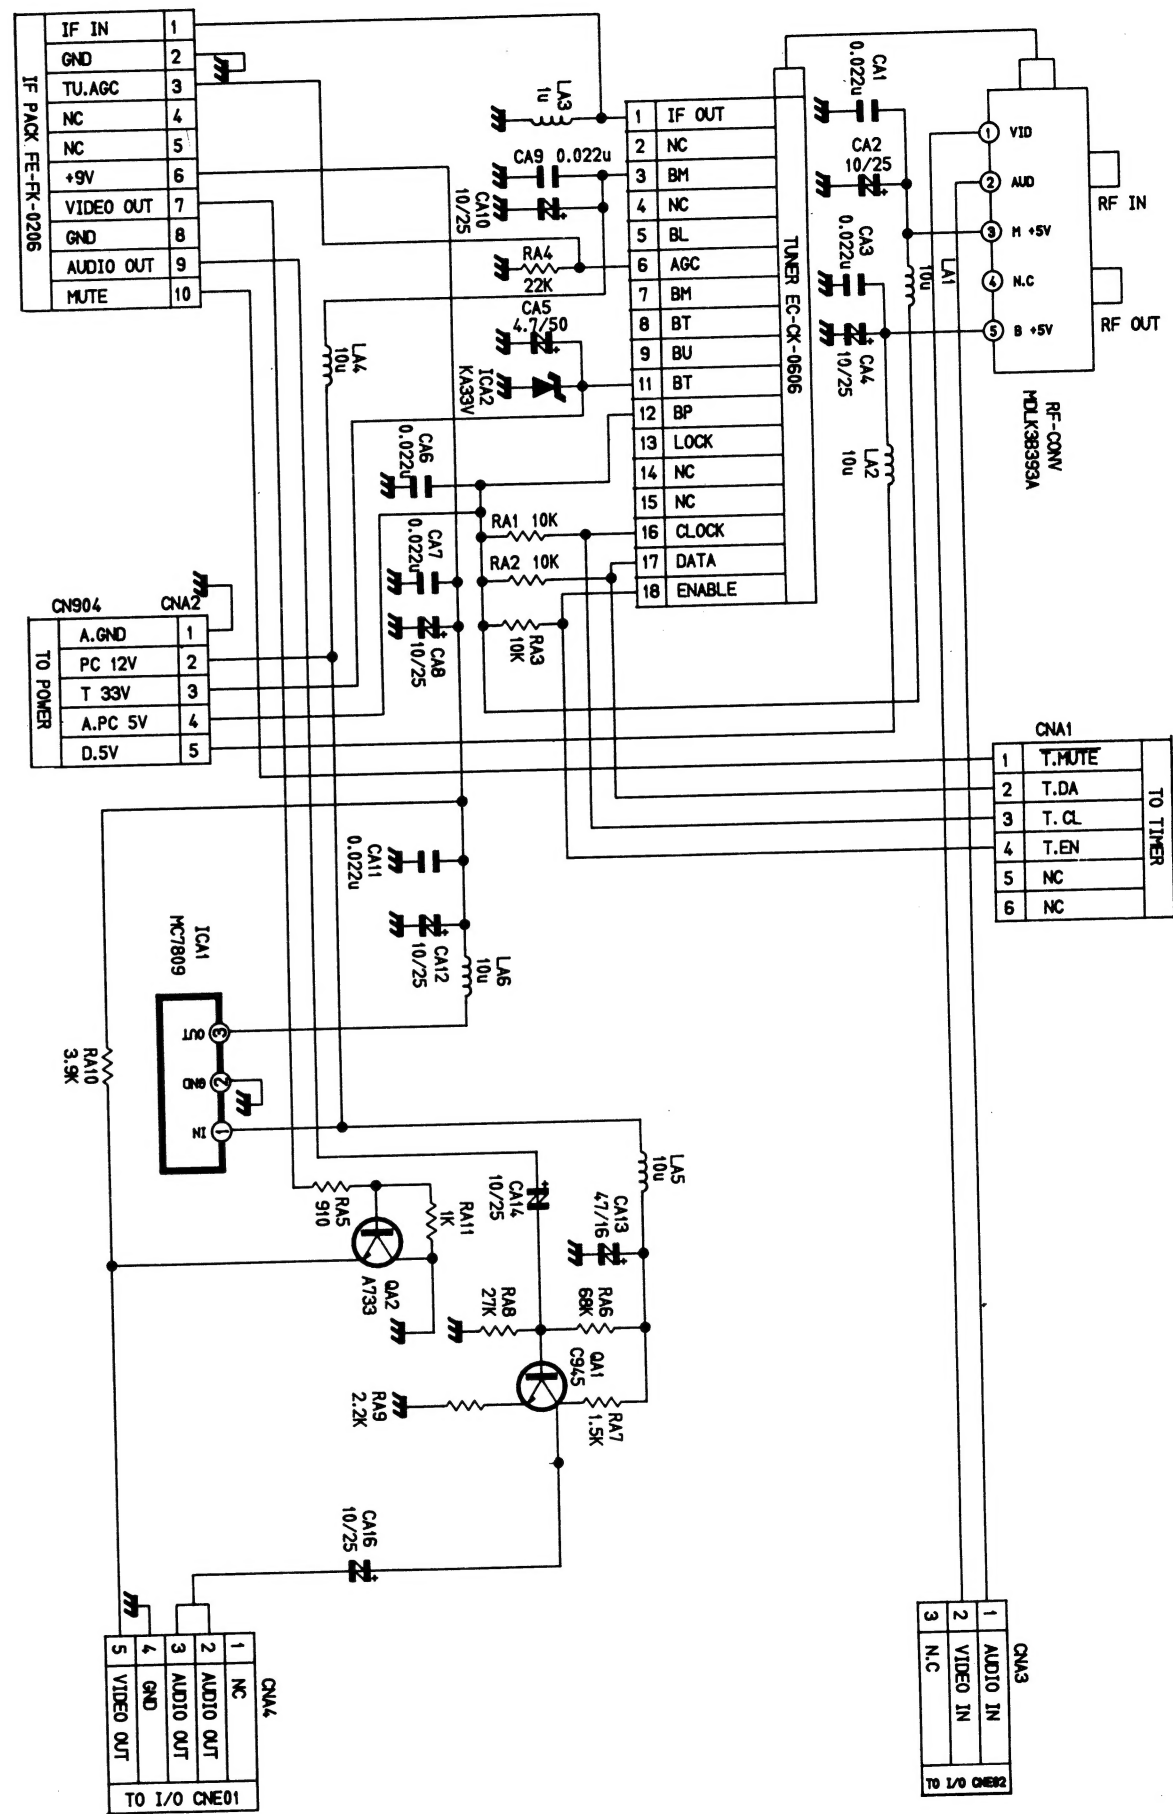 IF PACK FE-FK-0206
IF IN 1
GND 2
TU.AGC 3
NC 4
NC 5
+9V 6
VIDEO OUT 7
GND 8
AUDIO OUT 9
MUTE 10
LA3
1u
CA9 0.022u
CA10
10/25
RA4
22K
CA5
4.7/50
ICA2
KA33V
LA4
10u
TUNER EC-CK-0606
1 IF OUT
2 NC
3 BM
4 NC
5 BL
6 AGC
7 BM
8 BT
9 BU
11 BT
12 BP
13 LOCK
14 NC
15 NC
16 CLOCK
17 DATA
18 ENABLE
CA1
0.022u
CA2
10/25
CA3
0.022u
CA4
10/25
LA1
10u
LA2
10u
1 VID
2 AUD
3 M +5V
4 N.C
5 B +5V
RF IN
RF OUT
RF-CONV
MDLK3B393A
CA6
0.022u
CA7
0.022u
CA8
10/25
RA1 10K
RA2 10K
RA3
10K
CN904
CNA2
TO POWER
A.GND 1
PC 12V 2
T 33V 3
A.PC 5V 4
D.5V 5
CNA1
TO TIMER
1 T.MUTE
2 T.DA
3 T.CL
4 T.EN
5 NC
6 NC
CA11
0.022u
CA12
10/25
LA6
10u
ICA1
MC7809
OUT 3
GND 2
IN 1
RA10
3.9K
RA5
910
RA11
1K
QA2
A733
CA14
10/25
LA5
10u
CA13
47/16
RA8
27K
RA6
68K
QA1
C945
RA7
1.5K
RA9
2.2K
CA16
10/25
CNA4
1 NC
2 AUDIO OUT
3 AUDIO OUT
4 GND
5 VIDEO OUT
TO I/O CNE01
CNA3
1 AUDIO IN
2 VIDEO IN
3 N.C
TO I/O CNE02